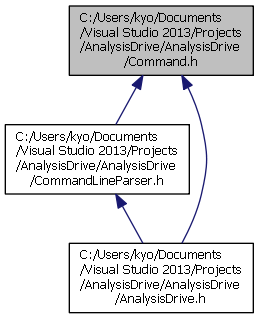 C:/Users/kyo/Documents
/Visual Studio 2013/Projects
/AnalysisDrive/AnalysisDrive
/Command.h
C:/Users/kyo/Documents
/Visual Studio 2013/Projects
/AnalysisDrive/AnalysisDrive
/CommandLineParser.h
C:/Users/kyo/Documents
/Visual Studio 2013/Projects
/AnalysisDrive/AnalysisDrive
/AnalysisDrive.h